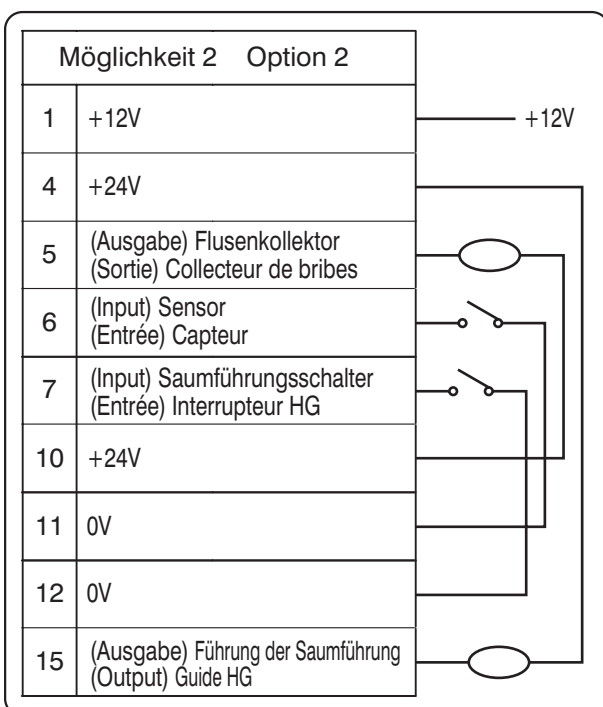 Möglichkeit 2 Option 2
1 +12V +12V
4 +24V
5 (Ausgabe) Flusenkollektor
(Sortie) Collecteur de bribes
6 (Input) Sensor
(Entrée) Capteur
7 (Input) Saumführungsschalter
(Entrée) Interrupteur HG
10 +24V
11 0V
12 0V
15 (Ausgabe) Führung der Saumführung
(Output) Guide HG